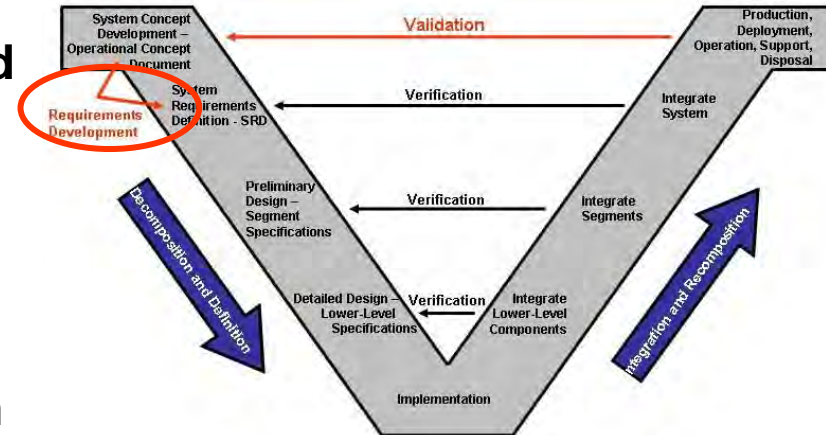 System Concept
Development –
Operational Concept
Document
Validation
Production,
Deployment,
Operation, Support,
Disposal
d
Requirements
Development
System
Requirements
Definition - SRD
Verification
Integrate
System
Preliminary
Design –
Segment
Specifications
Verification
Integrate
Segments
Decomposition and Definition
Integration and Recomposition
Detailed Design –
Lower-Level
Specifications
Verification
Integrate
Lower-Level
Components
Implementation